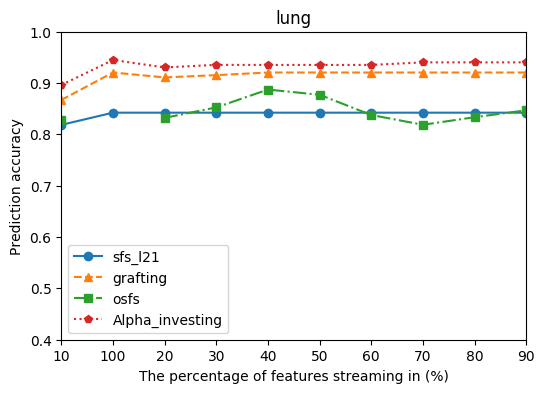 lung
Prediction accuracy
1.0
0.9
0.8
0.7
0.6
0.5
0.4
sfs_l21
grafting
osfs
Alpha_investing
10 100 20 30 40 50 60 70 80 90
The percentage of features streaming in (%)